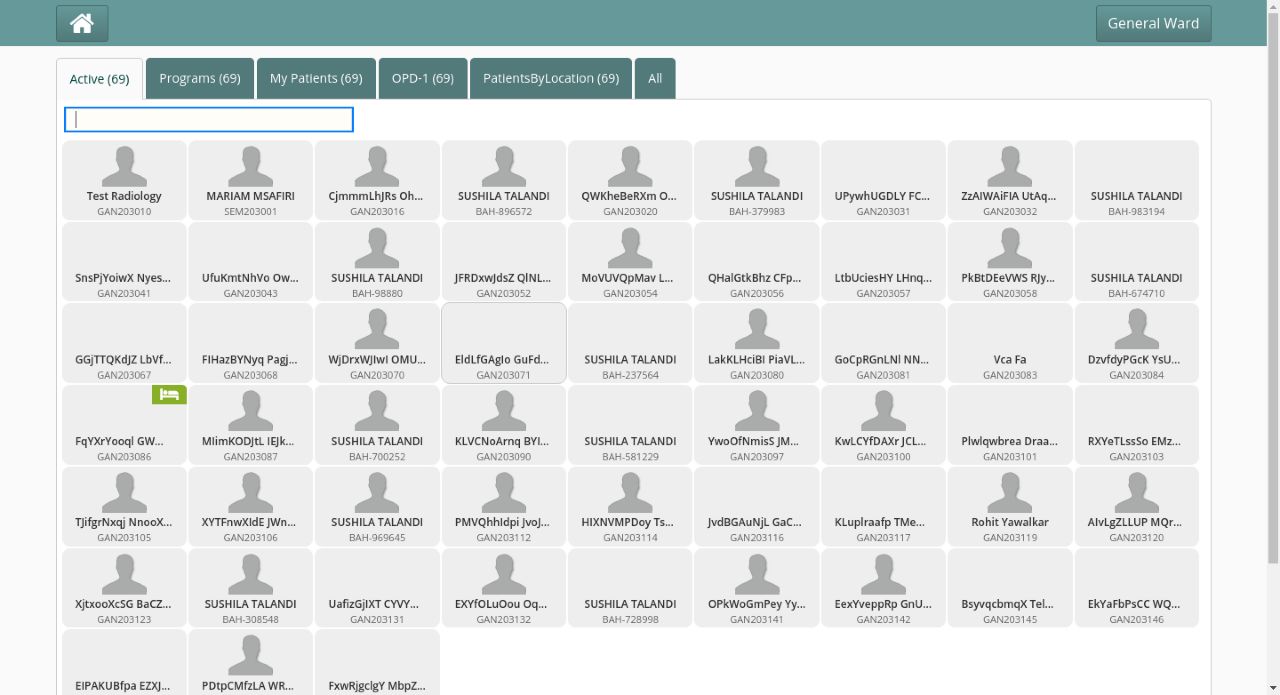 General Ward
Active (69)
Programs (69)
My Patients (69)
OPD-1 (69)
PatientsByLocation (69)
All
Test Radiology
GAN203010
MARIAM MSAFIRI
SEM203001
CjmmmLhJRs Oh...
GAN203016
SUSHILA TALANDI
BAH-896572
QWKheBeRXm O...
GAN203020
SUSHILA TALANDI
BAH-379983
UPywhUGDLY FC...
GAN203031
ZzAIWAiFIA UtAq...
GAN203032
SUSHILA TALANDI
BAH-983194
SnsPjYoiwX Nyes...
GAN203041
UfuKmtNhVo Ow...
GAN203043
SUSHILA TALANDI
BAH-98880
JFRDxwJdsZ QlNL...
GAN203052
MoVUVQpMav L...
GAN203054
QHalGtkBhz CFp...
GAN203056
LtbUciesHY LHnq...
GAN203057
PkBtDEeVWS RJy...
GAN203058
SUSHILA TALANDI
BAH-674710
GGjTTQKdJZ LbVf...
GAN203067
FIHazBYNyq Pagj...
GAN203068
WjDrxWJIwI OMU...
GAN203070
EldLfGAgIo GuFd...
GAN203071
SUSHILA TALANDI
BAH-237564
LakKLHciBI PiaVL...
GAN203080
GoCpRGnLNl NN...
GAN203081
Vca Fa
GAN203083
DzvfdyPGcK YsU...
GAN203084
FqYXrYooql GW...
GAN203086
MIimKODJtL IEJk...
GAN203087
SUSHILA TALANDI
BAH-700252
KLVCNoArnq BYI...
GAN203090
SUSHILA TALANDI
BAH-581229
YwoOfNmisS JM...
GAN203097
KwLCYfDAXr JCL...
GAN203100
Plwlqwbrea Draa...
GAN203101
RXYeTLssSo EMz...
GAN203103
TJifgrNxqj NnooX...
GAN203105
XYTFnwXIdE JWn...
GAN203106
SUSHILA TALANDI
BAH-969645
PMVQhhIdpi JvoJ...
GAN203112
HIXNVMPDoy Ts...
GAN203114
JvdBGAuNjL GaC...
GAN203116
KLuplraafp TMe...
GAN203117
Rohit Yawalkar
GAN203119
AIvLgZLLUP MQr...
GAN203120
XjtxooXcSG BaCZ...
GAN203123
SUSHILA TALANDI
BAH-308548
UafizGjIXT CYVY...
GAN203131
EXYfOLuOou Oq...
GAN203132
SUSHILA TALANDI
BAH-728998
OPkWoGmPey Yy...
GAN203141
EexYveppRp GnU...
GAN203142
BsyvqcbmqX Tel...
GAN203145
EkYaFbPsCC WQ...
GAN203146
EIPAKUBfpa EZXJ...
PDtpCMfzLA WR...
FxwRjgclgY MbpZ...